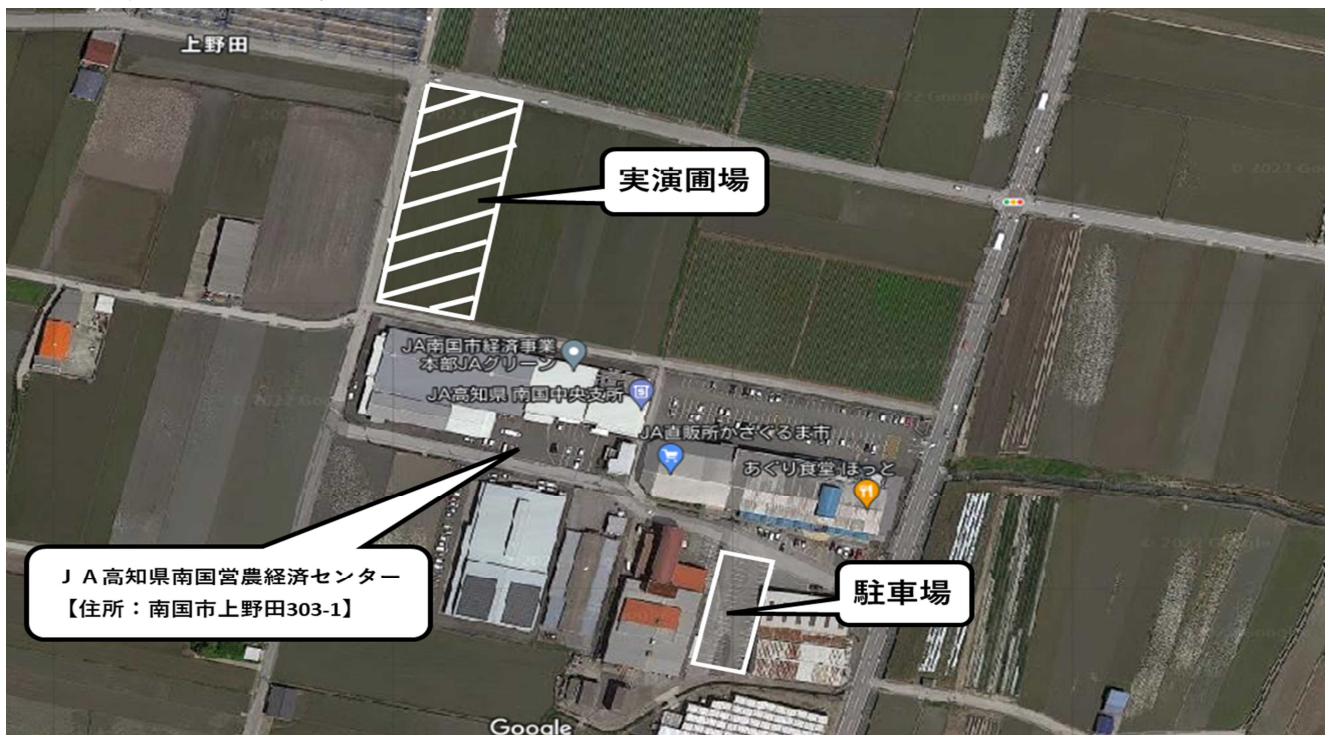 上野田
実演圃場
JA南国市経済事業
本部JAグリーン
JA高知県 南国中央支所
JA直販所かざぐるま市
あぐり食堂 ほっと
ＪＡ高知県南国営農経済センター
【住所：南国市上野田303-1】
駐車場
Google